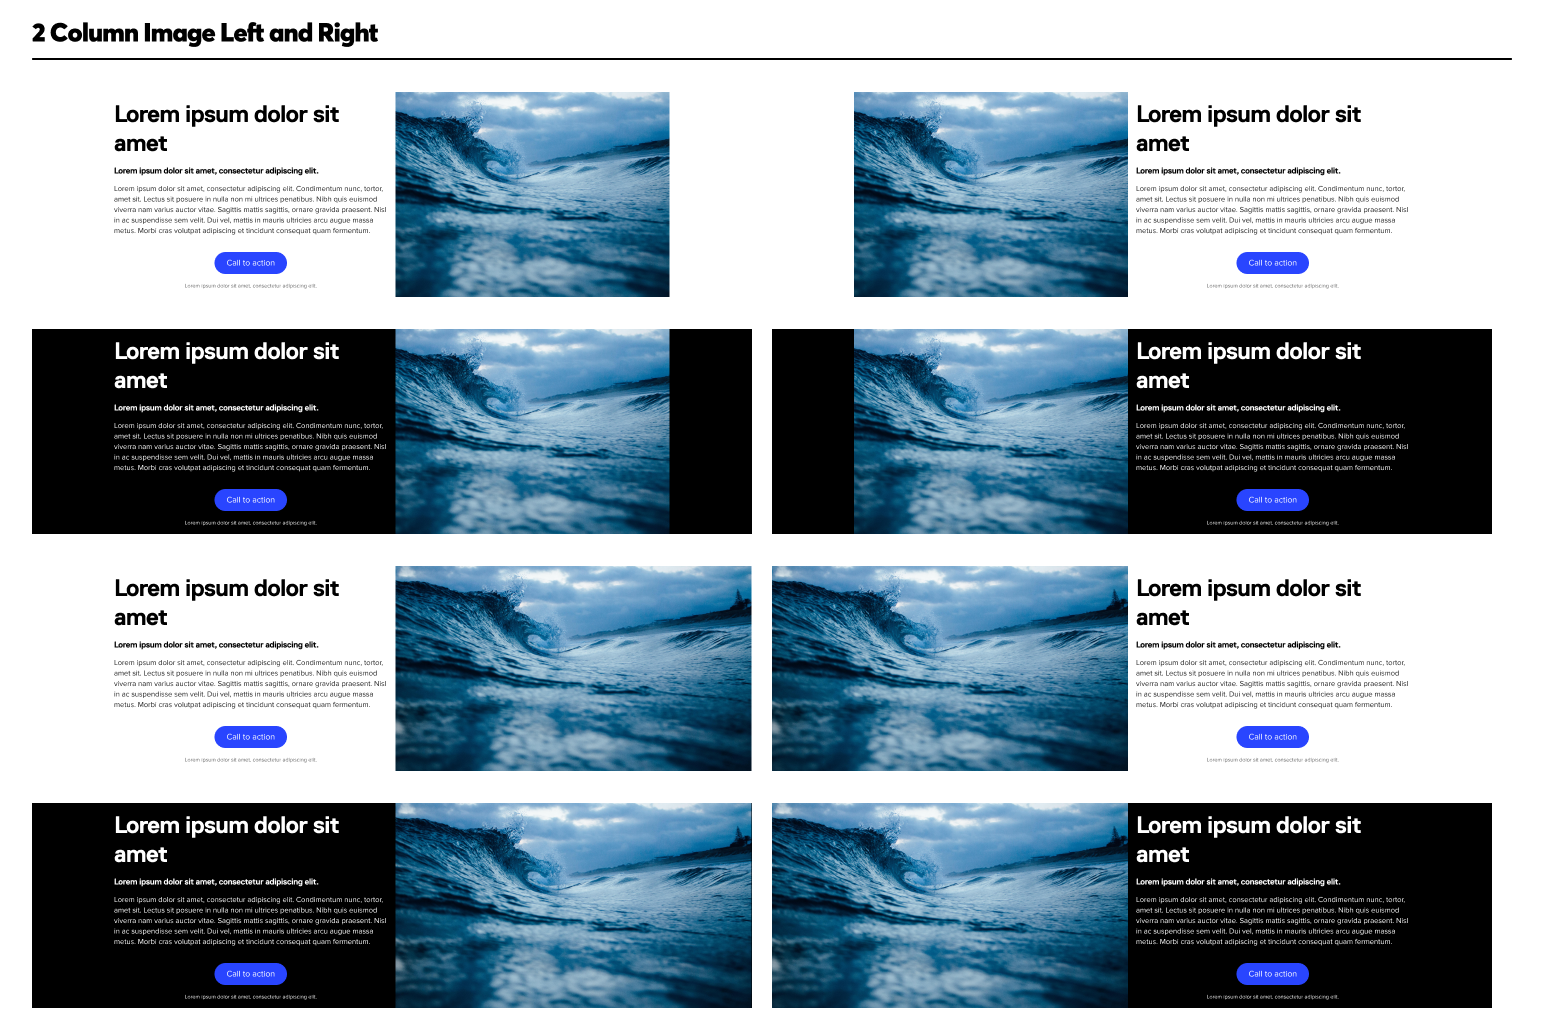 2 Column Image Left and Right
Lorem ipsum dolor sit
amet
Lorem ipsum dolor sit amet, consectetur adipiscing elit.
Lorem ipsum dolor sit amet, consectetur adipiscing elit. Condimentum nunc, tortor,
amet sit. Lectus sit posuere in nulla non mi ultrices penatibus. Nibh quis euismod
viverra nam varius auctor vitae. Sagittis mattis sagittis, ornare gravida praesent. Nisl
in ac suspendisse sem velit. Dui vel, mattis in mauris ultricies arcu augue massa
metus. Morbi cras volutpat adipiscing et tincidunt consequat quam fermentum.
Call to action
Lorem ipsum dolor sit amet, consectetur adipiscing elit.
Lorem ipsum dolor sit
amet
Lorem ipsum dolor sit amet, consectetur adipiscing elit.
Lorem ipsum dolor sit amet, consectetur adipiscing elit. Condimentum nunc, tortor,
amet sit. Lectus sit posuere in nulla non mi ultrices penatibus. Nibh quis euismod
viverra nam varius auctor vitae. Sagittis mattis sagittis, ornare gravida praesent. Nisl
in ac suspendisse sem velit. Dui vel, mattis in mauris ultricies arcu augue massa
metus. Morbi cras volutpat adipiscing et tincidunt consequat quam fermentum.
Call to action
Lorem ipsum dolor sit amet, consectetur adipiscing elit.
Lorem ipsum dolor sit
amet
Lorem ipsum dolor sit amet, consectetur adipiscing elit.
Lorem ipsum dolor sit amet, consectetur adipiscing elit. Condimentum nunc, tortor,
amet sit. Lectus sit posuere in nulla non mi ultrices penatibus. Nibh quis euismod
viverra nam varius auctor vitae. Sagittis mattis sagittis, ornare gravida praesent. Nisl
in ac suspendisse sem velit. Dui vel, mattis in mauris ultricies arcu augue massa
metus. Morbi cras volutpat adipiscing et tincidunt consequat quam fermentum.
Call to action
Lorem ipsum dolor sit amet, consectetur adipiscing elit.
Lorem ipsum dolor sit
amet
Lorem ipsum dolor sit amet, consectetur adipiscing elit.
Lorem ipsum dolor sit amet, consectetur adipiscing elit. Condimentum nunc, tortor,
amet sit. Lectus sit posuere in nulla non mi ultrices penatibus. Nibh quis euismod
viverra nam varius auctor vitae. Sagittis mattis sagittis, ornare gravida praesent. Nisl
in ac suspendisse sem velit. Dui vel, mattis in mauris ultricies arcu augue massa
metus. Morbi cras volutpat adipiscing et tincidunt consequat quam fermentum.
Call to action
Lorem ipsum dolor sit amet, consectetur adipiscing elit.
Lorem ipsum dolor sit
amet
Lorem ipsum dolor sit amet, consectetur adipiscing elit.
Lorem ipsum dolor sit amet, consectetur adipiscing elit. Condimentum nunc, tortor,
amet sit. Lectus sit posuere in nulla non mi ultrices penatibus. Nibh quis euismod
viverra nam varius auctor vitae. Sagittis mattis sagittis, ornare gravida praesent. Nisl
in ac suspendisse sem velit. Dui vel, mattis in mauris ultricies arcu augue massa
metus. Morbi cras volutpat adipiscing et tincidunt consequat quam fermentum.
Call to action
Lorem ipsum dolor sit amet, consectetur adipiscing elit.
Lorem ipsum dolor sit
amet
Lorem ipsum dolor sit amet, consectetur adipiscing elit.
Lorem ipsum dolor sit amet, consectetur adipiscing elit. Condimentum nunc, tortor,
amet sit. Lectus sit posuere in nulla non mi ultrices penatibus. Nibh quis euismod
viverra nam varius auctor vitae. Sagittis mattis sagittis, ornare gravida praesent. Nisl
in ac suspendisse sem velit. Dui vel, mattis in mauris ultricies arcu augue massa
metus. Morbi cras volutpat adipiscing et tincidunt consequat quam fermentum.
Call to action
Lorem ipsum dolor sit amet, consectetur adipiscing elit.
Lorem ipsum dolor sit
amet
Lorem ipsum dolor sit amet, consectetur adipiscing elit.
Lorem ipsum dolor sit amet, consectetur adipiscing elit. Condimentum nunc, tortor,
amet sit. Lectus sit posuere in nulla non mi ultrices penatibus. Nibh quis euismod
viverra nam varius auctor vitae. Sagittis mattis sagittis, ornare gravida praesent. Nisl
in ac suspendisse sem velit. Dui vel, mattis in mauris ultricies arcu augue massa
metus. Morbi cras volutpat adipiscing et tincidunt consequat quam fermentum.
Call to action
Lorem ipsum dolor sit amet, consectetur adipiscing elit.
Lorem ipsum dolor sit
amet
Lorem ipsum dolor sit amet, consectetur adipiscing elit.
Lorem ipsum dolor sit amet, consectetur adipiscing elit. Condimentum nunc, tortor,
amet sit. Lectus sit posuere in nulla non mi ultrices penatibus. Nibh quis euismod
viverra nam varius auctor vitae. Sagittis mattis sagittis, ornare gravida praesent. Nisl
in ac suspendisse sem velit. Dui vel, mattis in mauris ultricies arcu augue massa
metus. Morbi cras volutpat adipiscing et tincidunt consequat quam fermentum.
Call to action
Lorem ipsum dolor sit amet, consectetur adipiscing elit.